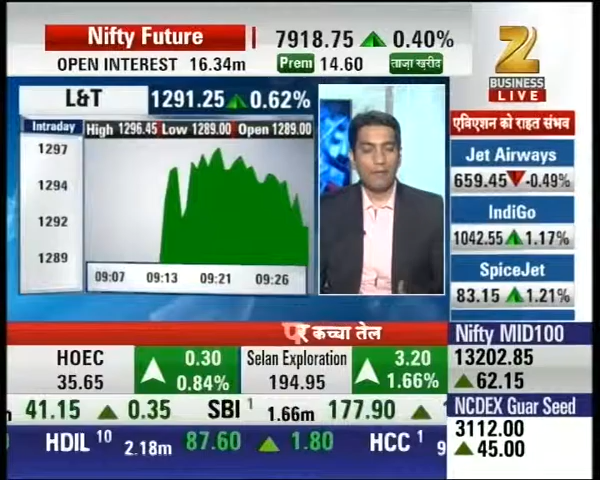 Nifty Future 7918.75 0.40%
OPEN INTEREST 16.34m Prem 14.60 ताज़ा ख़रीद
Z
BUSINESS
LIVE
L&T 1291.25 0.62%
Intraday High 1296.45 Low 1289.00 Open 1289.00
1297
1294
1292
1289
09:07 09:13 09:21 09:26
एविएशन को राहत संभव
Jet Airways
659.45 -0.49%
IndiGo
1042.55 1.17%
SpiceJet
83.15 1.21%
पर कच्चा तेल
HOEC 0.30
35.65 0.84%
Selan Exploration 3.20
194.95 1.66%
Nifty MID100
13202.85
62.15
41.15 0.35 SBI 1 1.66m 177.90
HDIL 10 2.18m 87.60 1.80 HCC 1 9
NCDEX Guar Seed
3112.00
45.00